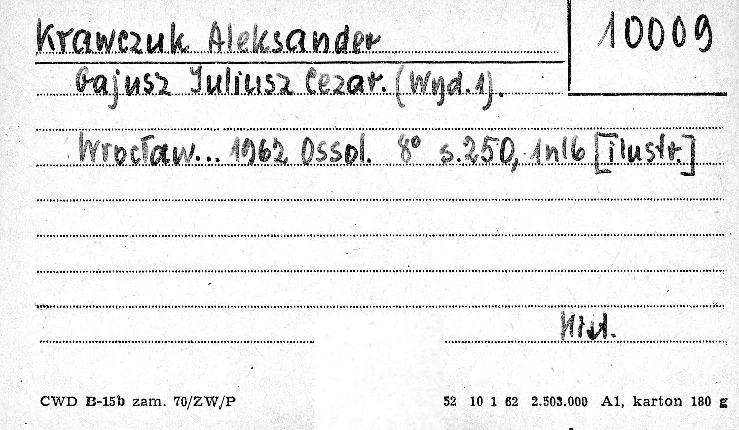 Krawczuk Aleksander
10009
Gajusz Juliusz Cezar. (Wyd.1).
Wrocław... 1962 Ossol. 8° s.250, 1nlb [ilustr.]
Hist.
CWD B-15b zam. 70/ZW/P
52 10 1 62 2.503.000 A1, karton 180 g